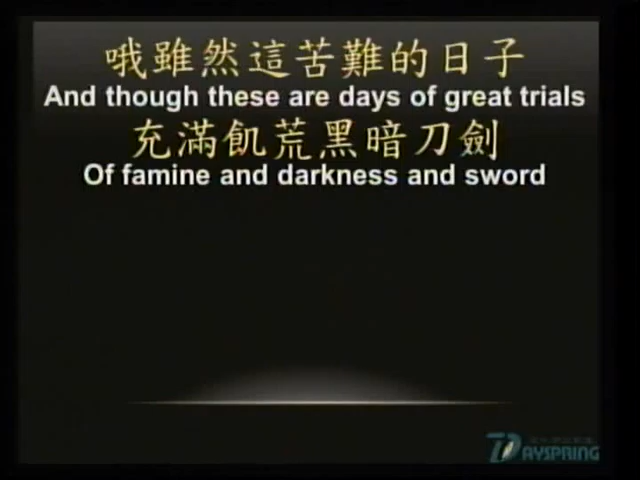 哦雖然這苦難的日子
And though these are days of great trials
充滿飢荒黑暗刀劍
Of famine and darkness and sword
DAYSPRING